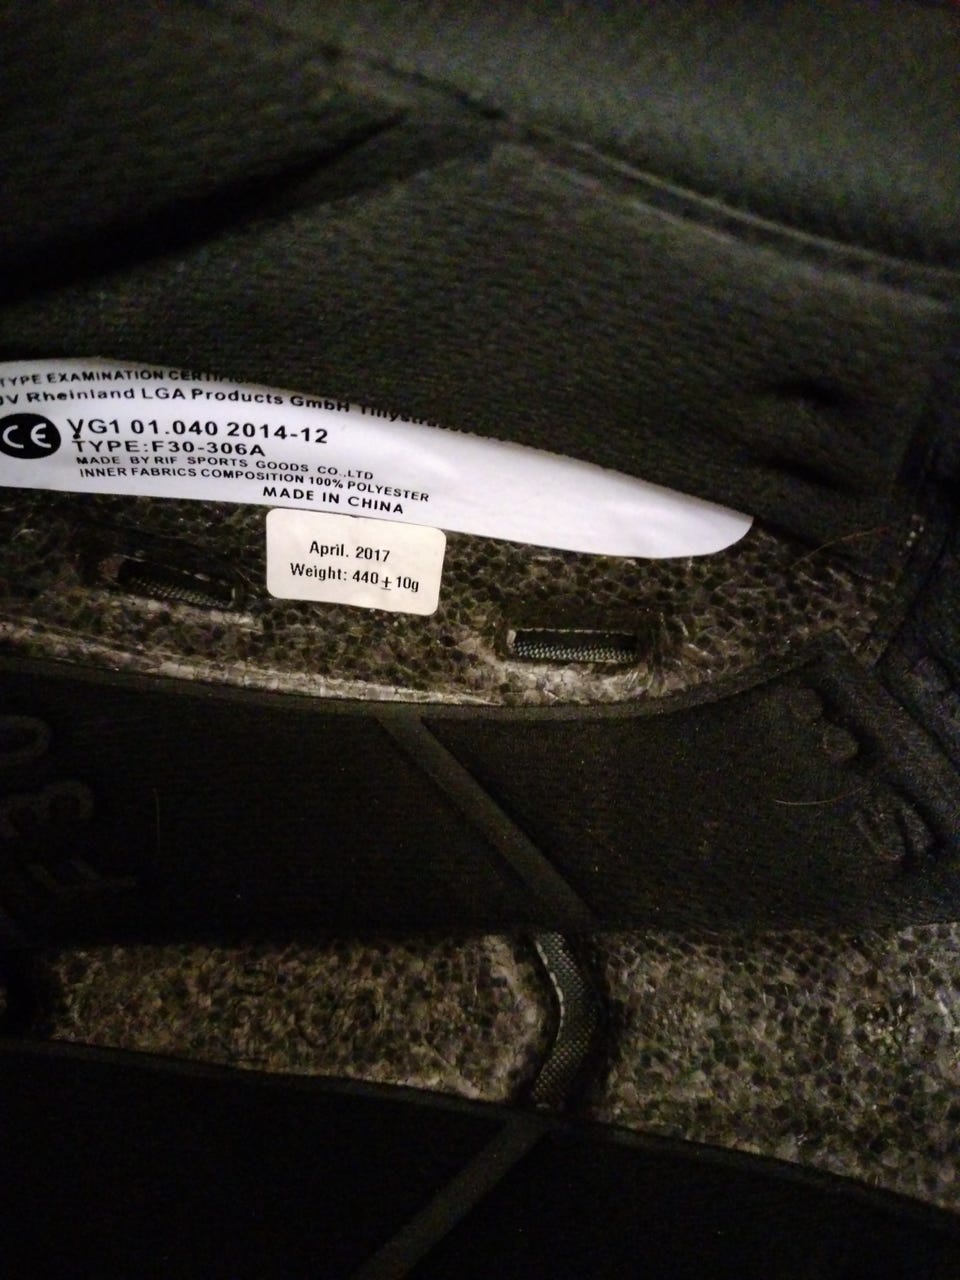 TYPE EXAMINATION
Rheinland LGA Products GmbH
CE
VG1 01.040 2014-12
TYPE:F30-306A
MADE BY RIF SPORTS GOODS CO.,LTD
INNER FABRICS COMPOSITION 100% POLYESTER
MADE IN CHINA
April. 2017
Weight: 440±10g
F30